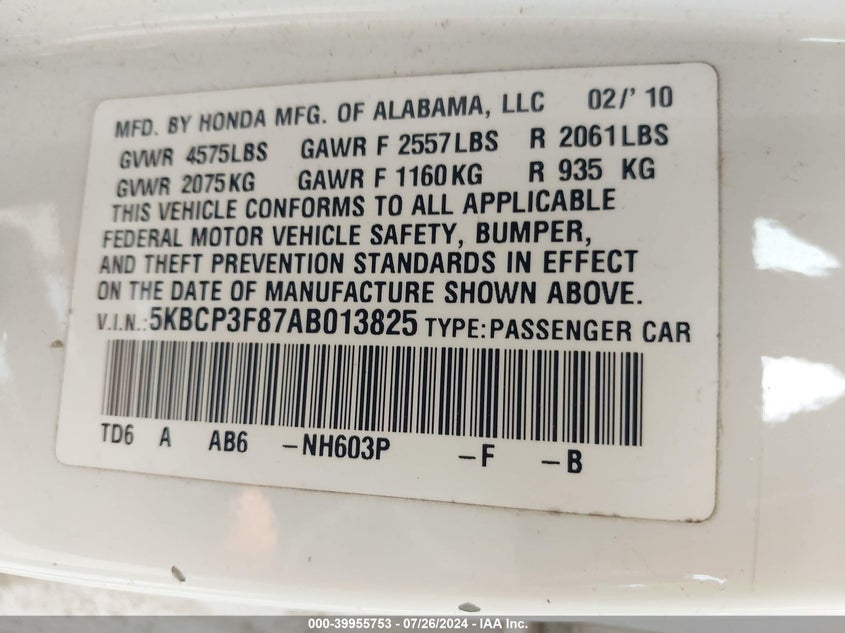 MFD. BY HONDA MFG. OF ALABAMA, LLC 02/' 10
GVWR 4575LBS GAWR F 2557LBS R 2061LBS
GVWR 2075KG GAWR F 1160KG R 935 KG
THIS VEHICLE CONFORMS TO ALL APPLICABLE
FEDERAL MOTOR VEHICLE SAFETY, BUMPER,
AND THEFT PREVENTION STANDARDS IN EFFECT
ON THE DATE OF MANUFACTURE SHOWN ABOVE.
V.I.N.:5KBCP3F87AB013825 TYPE:PASSENGER CAR
TD6 A AB6 –NH603P –F –B
000-39955753 - 07/26/2024 - IAA Inc.